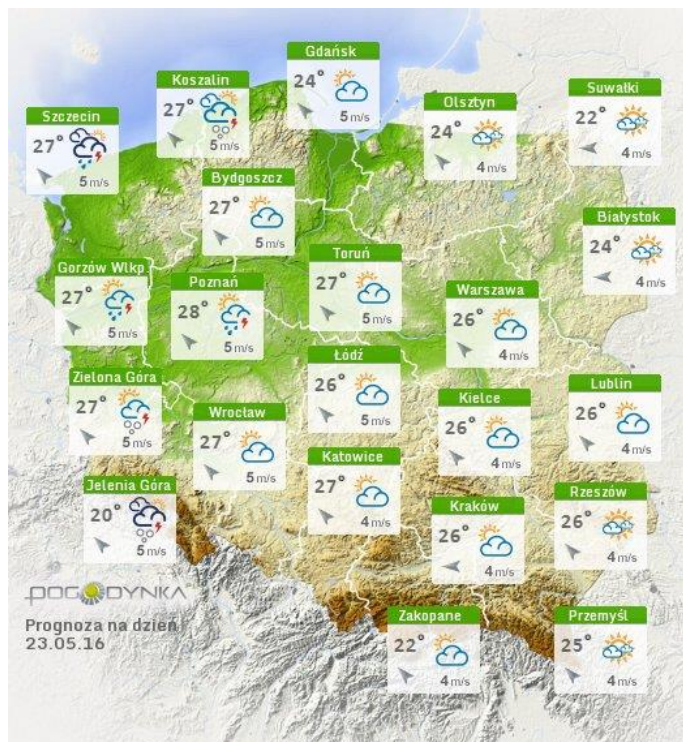 Gdańsk
24°
5 m/s
Koszalin
27°
5 m/s
Suwałki
22°
4 m/s
Olsztyn
24°
4 m/s
Szczecin
27°
5 m/s
Bydgoszcz
27°
5 m/s
Białystok
24°
4 m/s
Toruń
27°
5 m/s
Gorzów Wlkp
27°
5 m/s
Poznań
28°
5 m/s
Warszawa
26°
4 m/s
Łódź
26°
5 m/s
Zielona Góra
27°
5 m/s
Lublin
26°
4 m/s
Kielce
26°
4 m/s
Wrocław
27°
5 m/s
Katowice
27°
4 m/s
Jelenia Góra
20°
5 m/s
Rzeszów
26°
4 m/s
Kraków
26°
4 m/s
POGODYNKA
Prognoza na dzień
23.05.16
Zakopane
22°
4 m/s
Przemyśl
25°
4 m/s